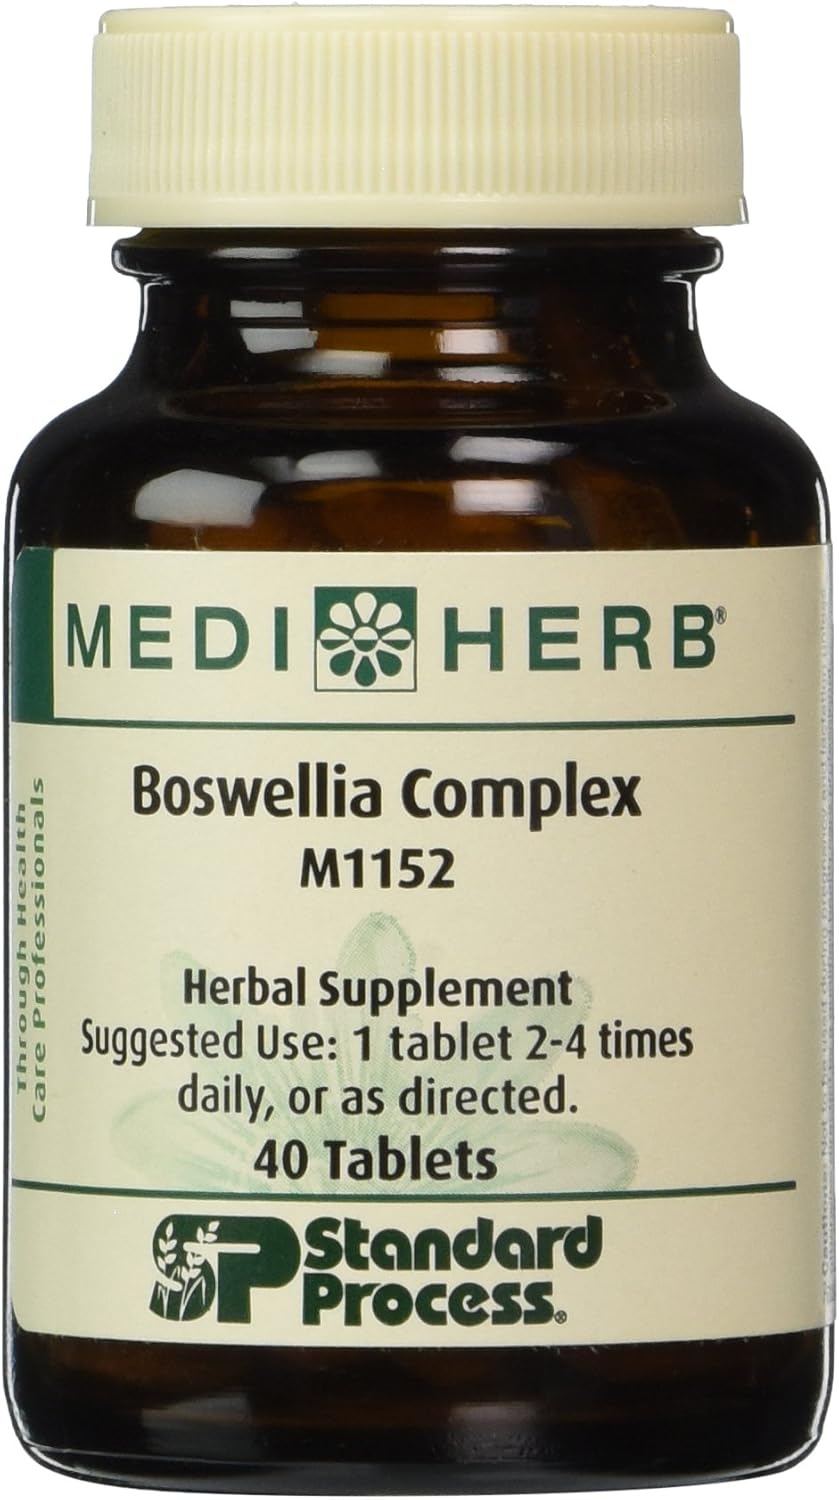 MEDI HERB®
Boswellia Complex
M1152
Herbal Supplement
Suggested Use: 1 tablet 2-4 times
daily, or as directed.
40 Tablets
SP Standard
Process®
Through Health
Care Professionals